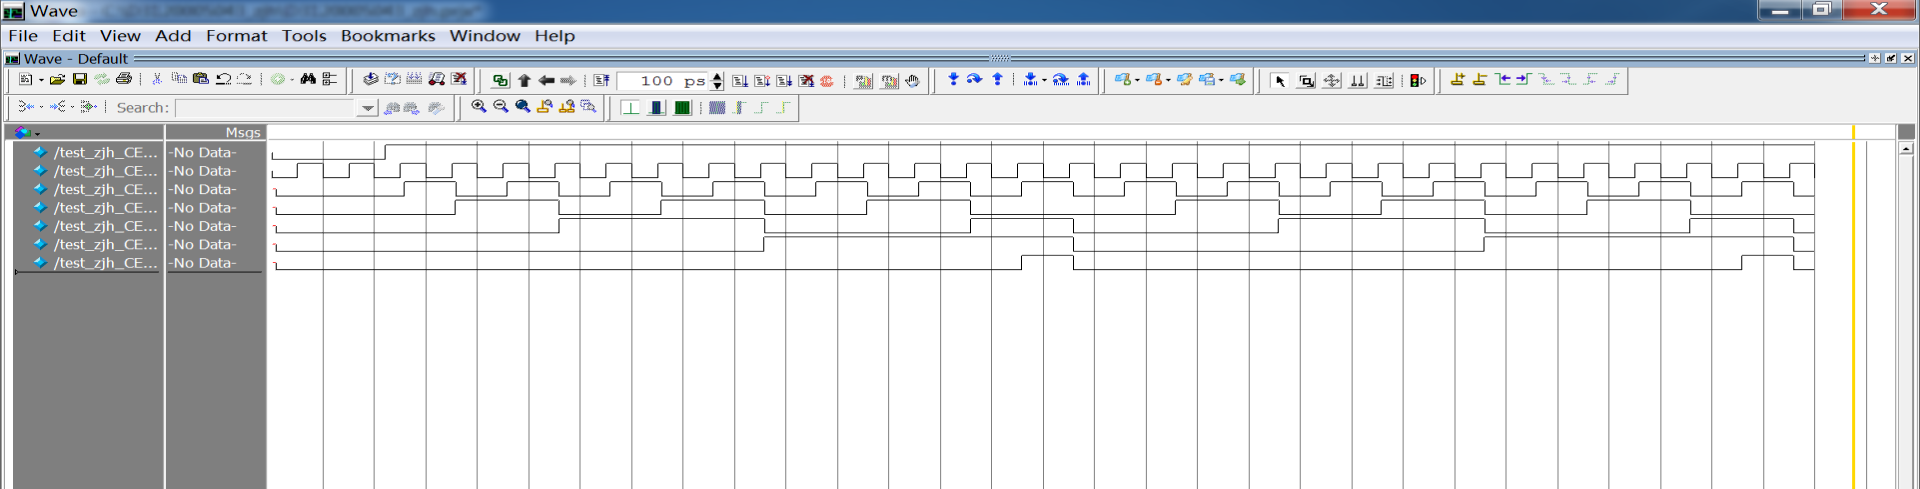 Wave
File Edit View Add Format Tools Bookmarks Window Help
Wave - Default
100 ps
Search:
Msgs
/test_zjh_CE... -No Data-
/test_zjh_CE... -No Data-
/test_zjh_CE... -No Data-
/test_zjh_CE... -No Data-
/test_zjh_CE... -No Data-
/test_zjh_CE... -No Data-
/test_zjh_CE... -No Data-